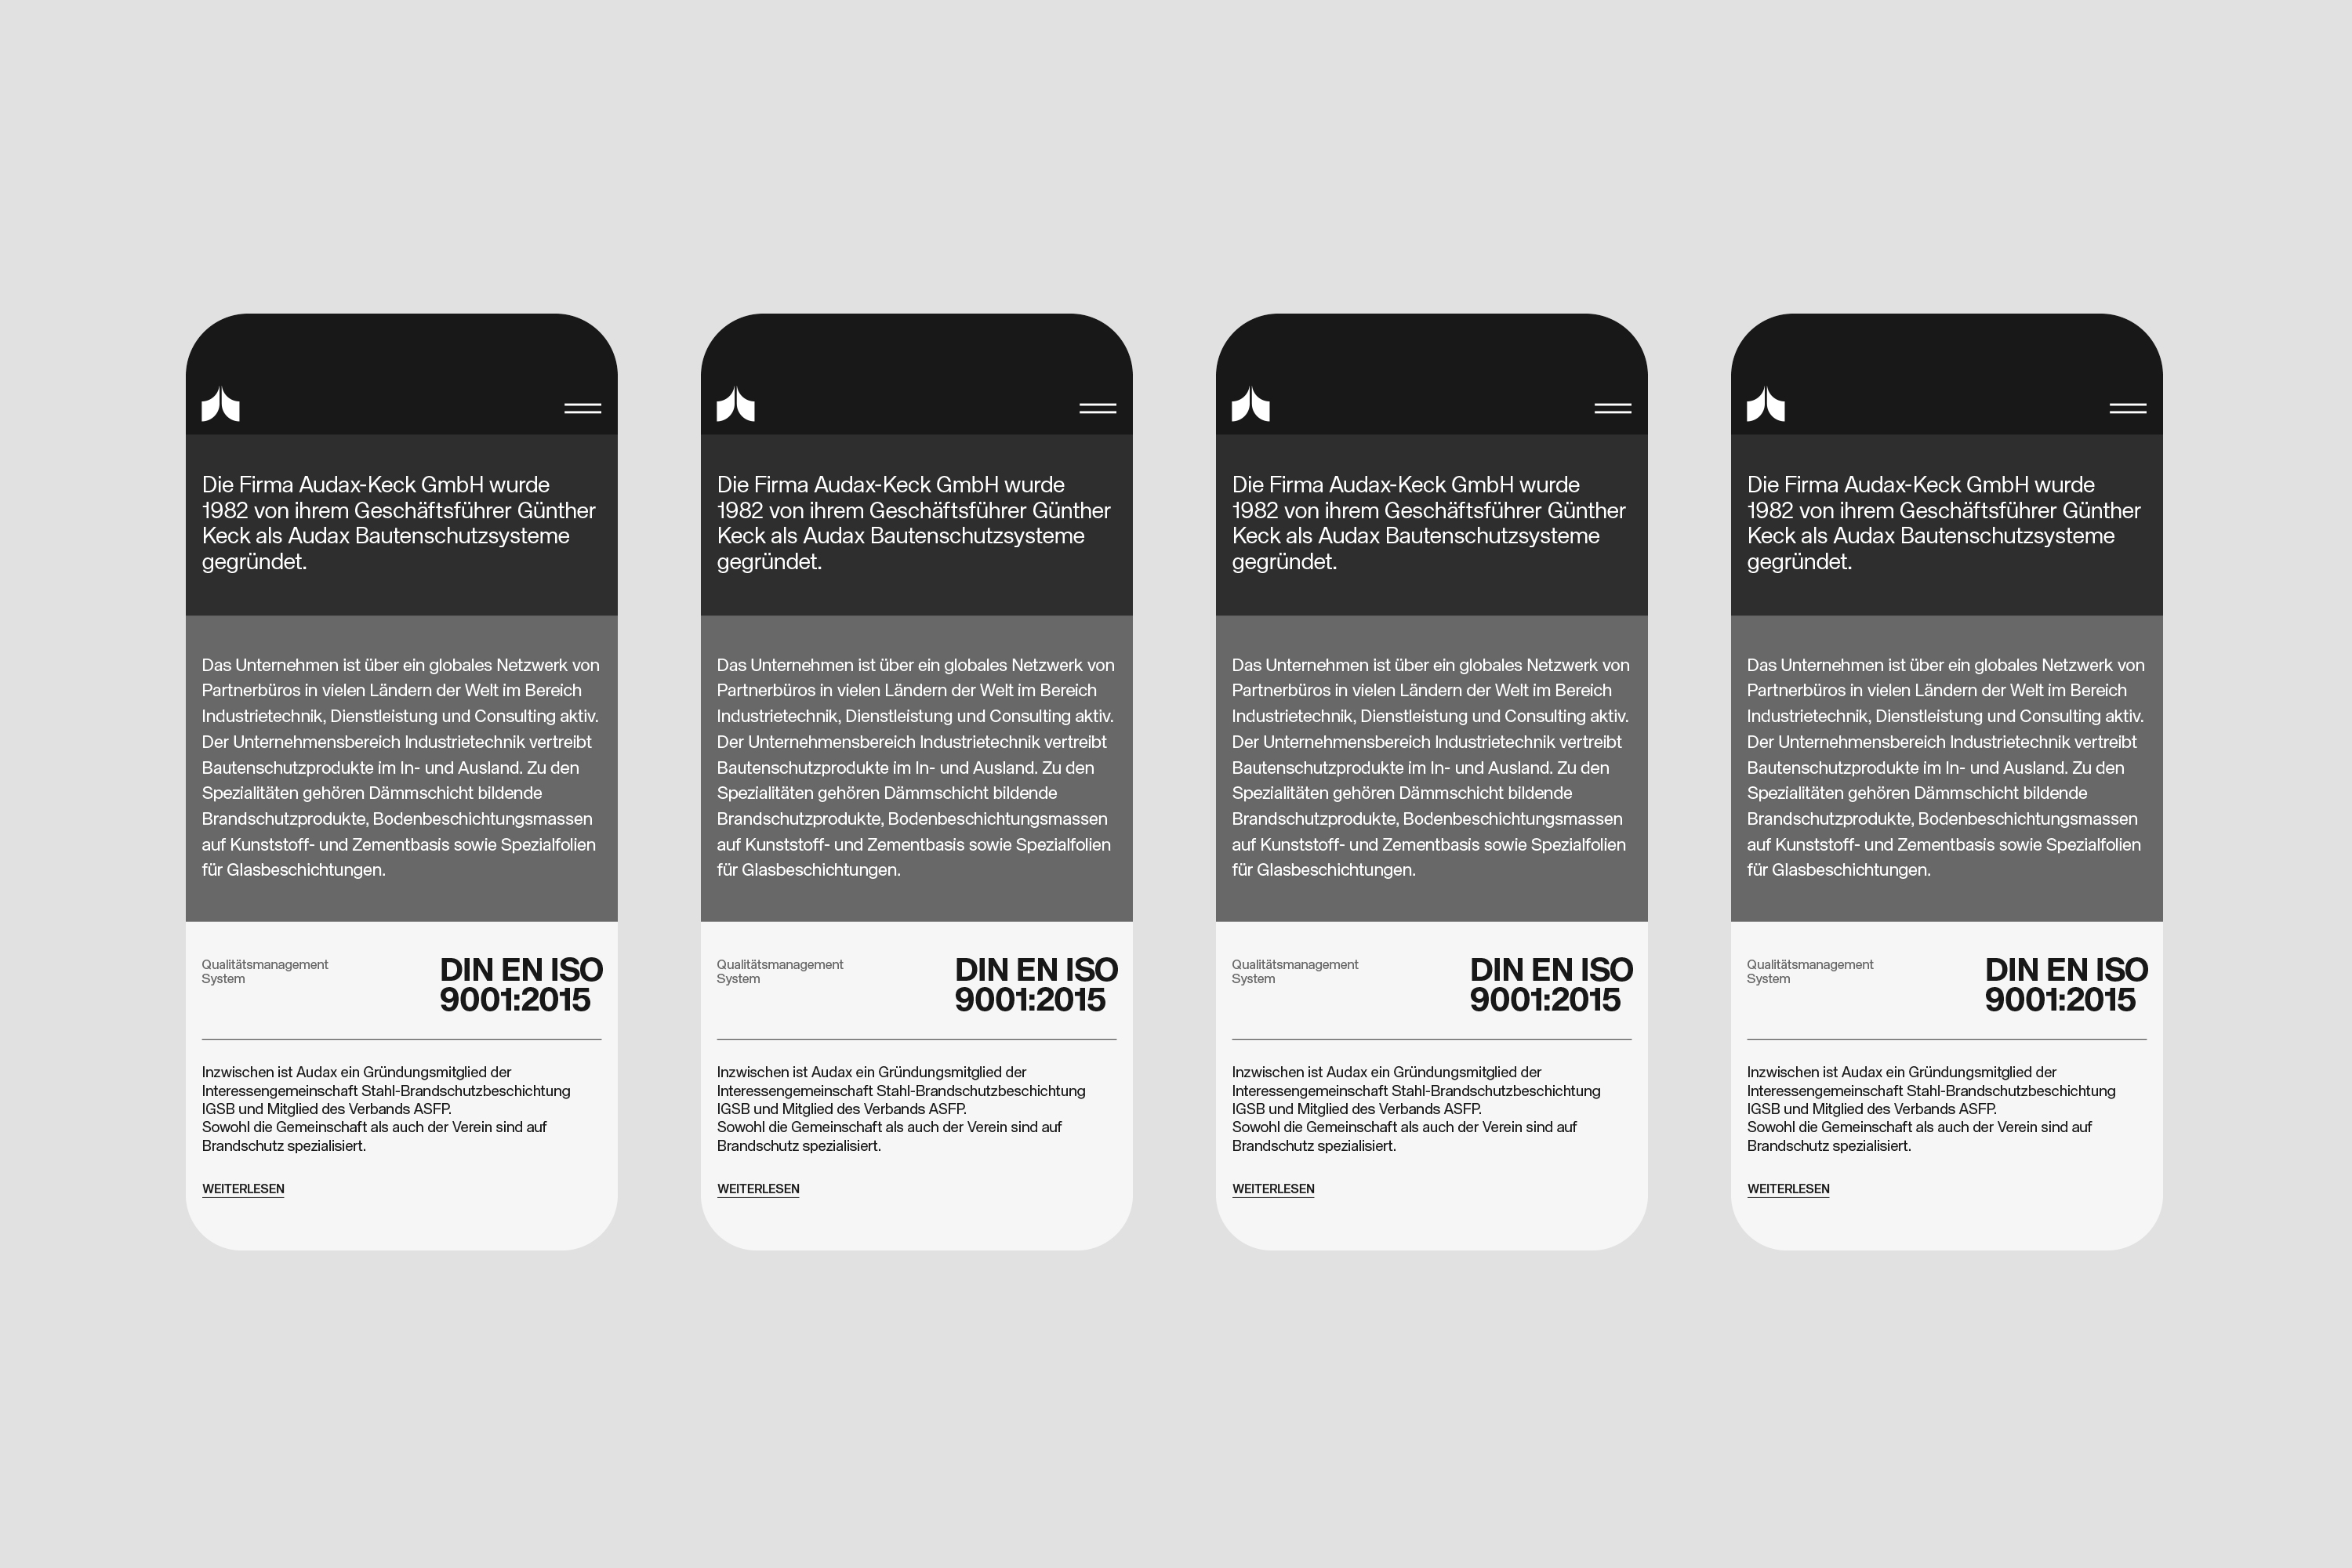 Die Firma Audax-Keck GmbH wurde
1982 von ihrem Geschäftsführer Günther
Keck als Audax Bautenschutzsysteme
gegründet.
Das Unternehmen ist über ein globales Netzwerk von
Partnerbüros in vielen Ländern der Welt im Bereich
Industrietechnik, Dienstleistung und Consulting aktiv.
Der Unternehmensbereich Industrietechnik vertreibt
Bautenschutzprodukte im In- und Ausland. Zu den
Spezialitäten gehören Dämmschicht bildende
Brandschutzprodukte, Bodenbeschichtungsmassen
auf Kunststoff- und Zementbasis sowie Spezialfolien
für Glasbeschichtungen.
Qualitätsmanagement
System
DIN EN ISO
9001:2015
Inzwischen ist Audax ein Gründungsmitglied der
Interessengemeinschaft Stahl-Brandschutzbeschichtung
IGSB und Mitglied des Verbands ASFP.
Sowohl die Gemeinschaft als auch der Verein sind auf
Brandschutz spezialisiert.
WEITERLESEN
Die Firma Audax-Keck GmbH wurde
1982 von ihrem Geschäftsführer Günther
Keck als Audax Bautenschutzsysteme
gegründet.
Das Unternehmen ist über ein globales Netzwerk von
Partnerbüros in vielen Ländern der Welt im Bereich
Industrietechnik, Dienstleistung und Consulting aktiv.
Der Unternehmensbereich Industrietechnik vertreibt
Bautenschutzprodukte im In- und Ausland. Zu den
Spezialitäten gehören Dämmschicht bildende
Brandschutzprodukte, Bodenbeschichtungsmassen
auf Kunststoff- und Zementbasis sowie Spezialfolien
für Glasbeschichtungen.
Qualitätsmanagement
System
DIN EN ISO
9001:2015
Inzwischen ist Audax ein Gründungsmitglied der
Interessengemeinschaft Stahl-Brandschutzbeschichtung
IGSB und Mitglied des Verbands ASFP.
Sowohl die Gemeinschaft als auch der Verein sind auf
Brandschutz spezialisiert.
WEITERLESEN
Die Firma Audax-Keck GmbH wurde
1982 von ihrem Geschäftsführer Günther
Keck als Audax Bautenschutzsysteme
gegründet.
Das Unternehmen ist über ein globales Netzwerk von
Partnerbüros in vielen Ländern der Welt im Bereich
Industrietechnik, Dienstleistung und Consulting aktiv.
Der Unternehmensbereich Industrietechnik vertreibt
Bautenschutzprodukte im In- und Ausland. Zu den
Spezialitäten gehören Dämmschicht bildende
Brandschutzprodukte, Bodenbeschichtungsmassen
auf Kunststoff- und Zementbasis sowie Spezialfolien
für Glasbeschichtungen.
Qualitätsmanagement
System
DIN EN ISO
9001:2015
Inzwischen ist Audax ein Gründungsmitglied der
Interessengemeinschaft Stahl-Brandschutzbeschichtung
IGSB und Mitglied des Verbands ASFP.
Sowohl die Gemeinschaft als auch der Verein sind auf
Brandschutz spezialisiert.
WEITERLESEN
Die Firma Audax-Keck GmbH wurde
1982 von ihrem Geschäftsführer Günther
Keck als Audax Bautenschutzsysteme
gegründet.
Das Unternehmen ist über ein globales Netzwerk von
Partnerbüros in vielen Ländern der Welt im Bereich
Industrietechnik, Dienstleistung und Consulting aktiv.
Der Unternehmensbereich Industrietechnik vertreibt
Bautenschutzprodukte im In- und Ausland. Zu den
Spezialitäten gehören Dämmschicht bildende
Brandschutzprodukte, Bodenbeschichtungsmassen
auf Kunststoff- und Zementbasis sowie Spezialfolien
für Glasbeschichtungen.
Qualitätsmanagement
System
DIN EN ISO
9001:2015
Inzwischen ist Audax ein Gründungsmitglied der
Interessengemeinschaft Stahl-Brandschutzbeschichtung
IGSB und Mitglied des Verbands ASFP.
Sowohl die Gemeinschaft als auch der Verein sind auf
Brandschutz spezialisiert.
WEITERLESEN